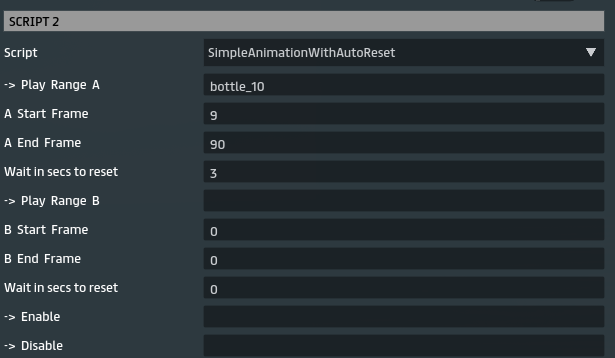 SCRIPT 2
Script SimpleAnimationWithAutoReset
-> Play Range A bottle_10
A Start Frame 9
A End Frame 90
Wait in secs to reset 3
-> Play Range B
B Start Frame 0
B End Frame 0
Wait in secs to reset 0
-> Enable
-> Disable